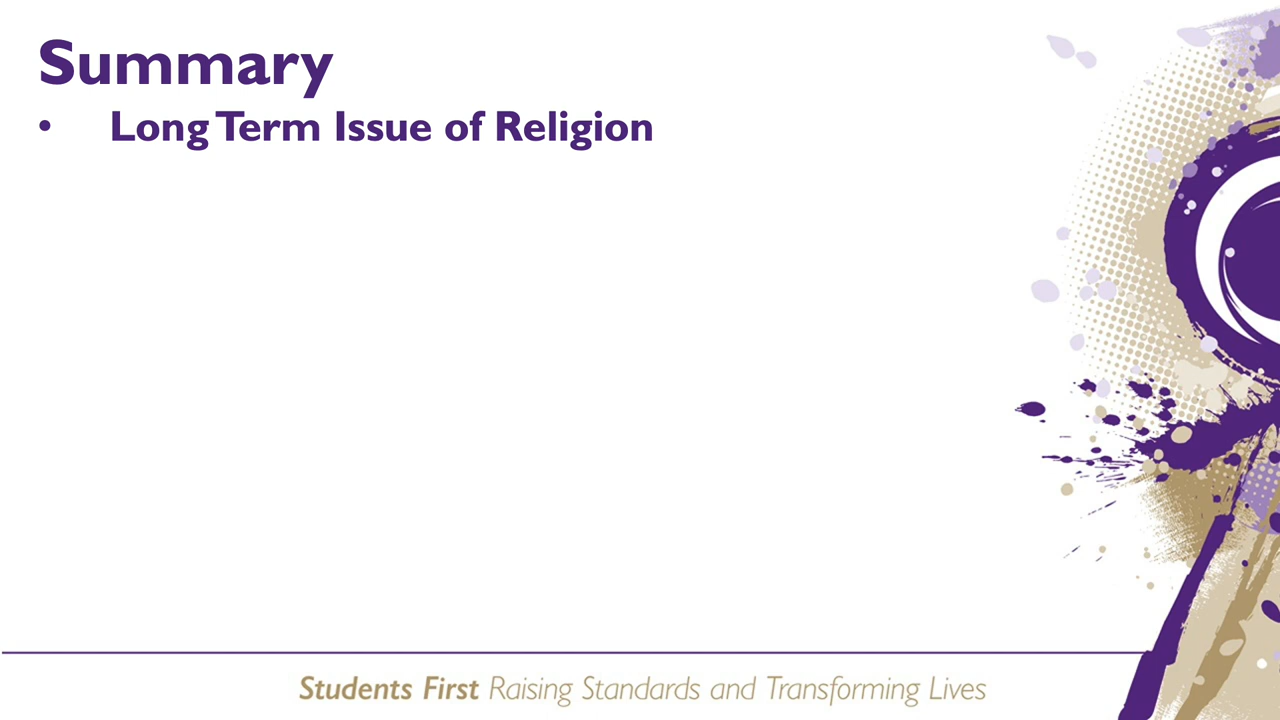 Summary
• Long Term Issue of Religion
Students First Raising Standards and Transforming Lives